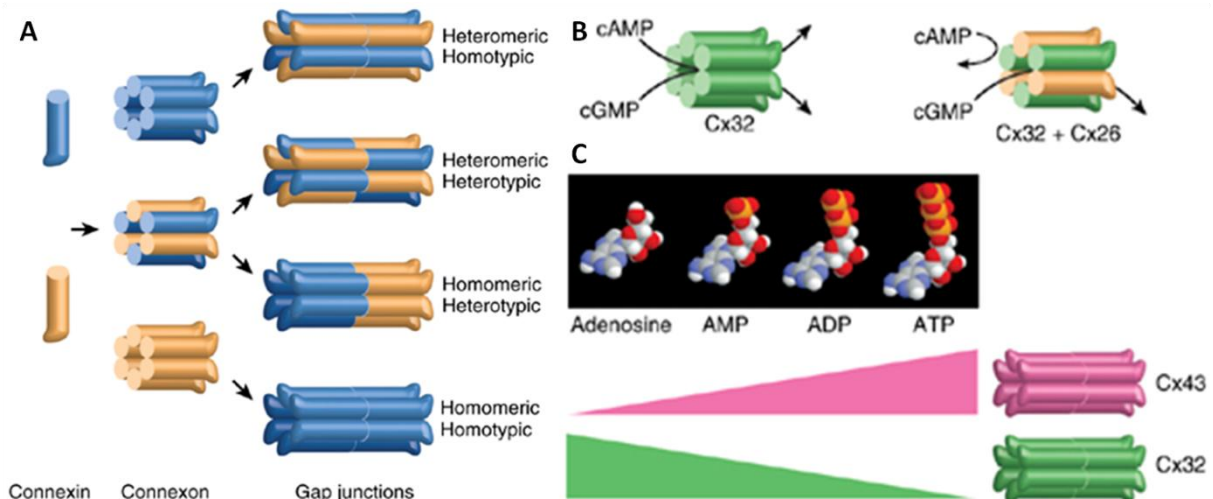 A
Heteromeric
Homotypic
Heteromeric
Heterotypic
Homomeric
Heterotypic
Homomeric
Homotypic
Connexin
Connexon
Gap junctions
B
cAMP
cGMP
Cx32
cAMP
cGMP
Cx32 + Cx26
C
Adenosine
AMP
ADP
ATP
Cx43
Cx32